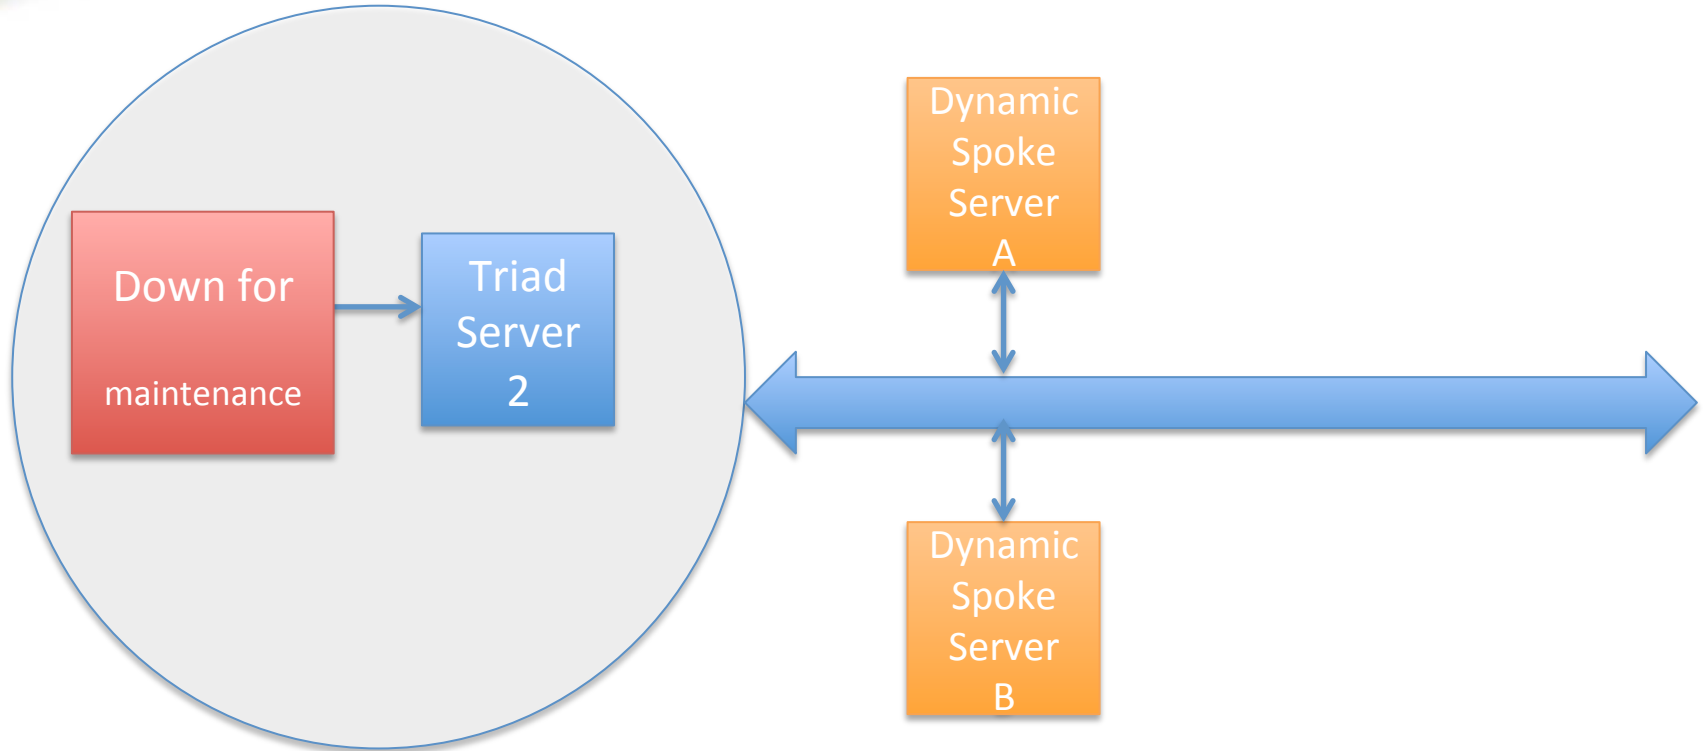 Down for
maintenance
Triad
Server
2
Dynamic
Spoke
Server
A
Dynamic
Spoke
Server
B